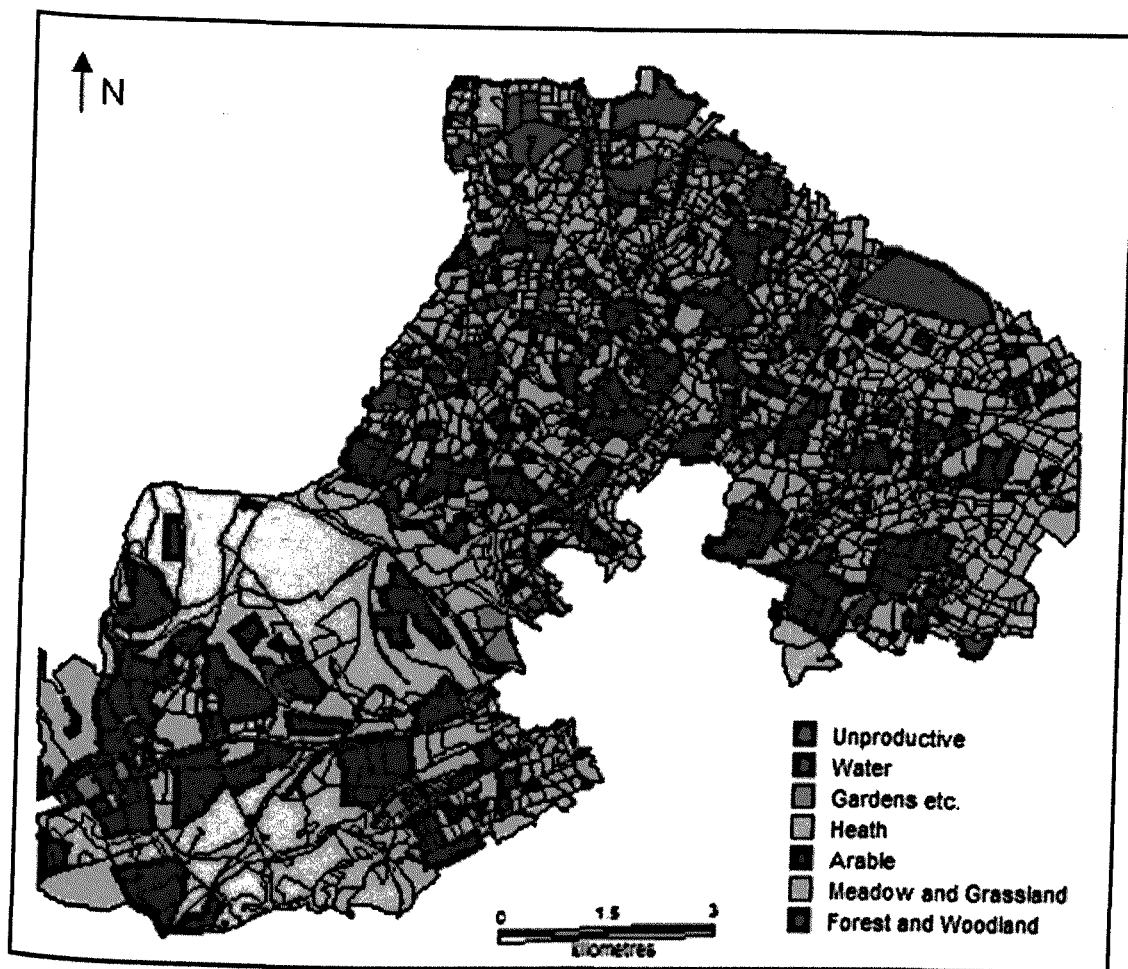 N
Unproductive
Water
Gardens etc.
Heath
Arable
Meadow and Grassland
Forest and Woodland
0 1.5 3
kilometres